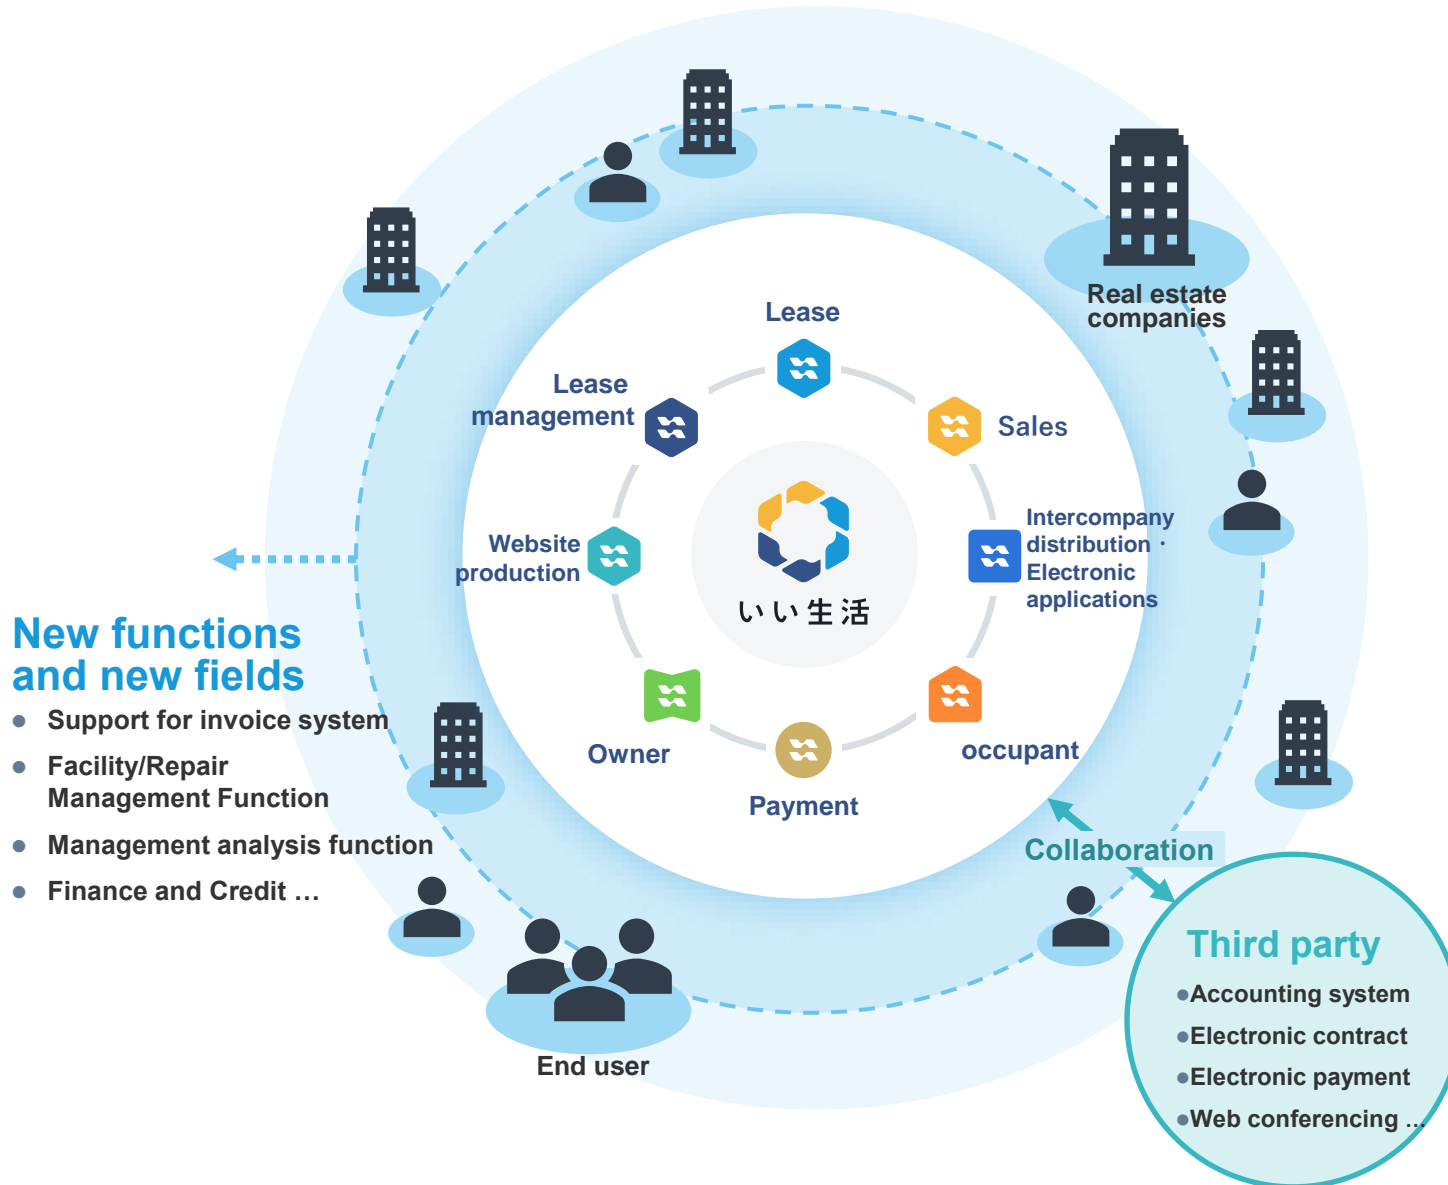 Real estate
companies
Lease
Lease
management
Sales
Intercompany
distribution・
Electronic
applications
Website
production
いい生活
Owner
occupant
Payment
New functions
and new fields
● Support for invoice system
● Facility/Repair
Management Function
● Management analysis function
● Finance and Credit …
Collaboration
End user
Third party
●Accounting system
●Electronic contract
●Electronic payment
●Web conferencing …